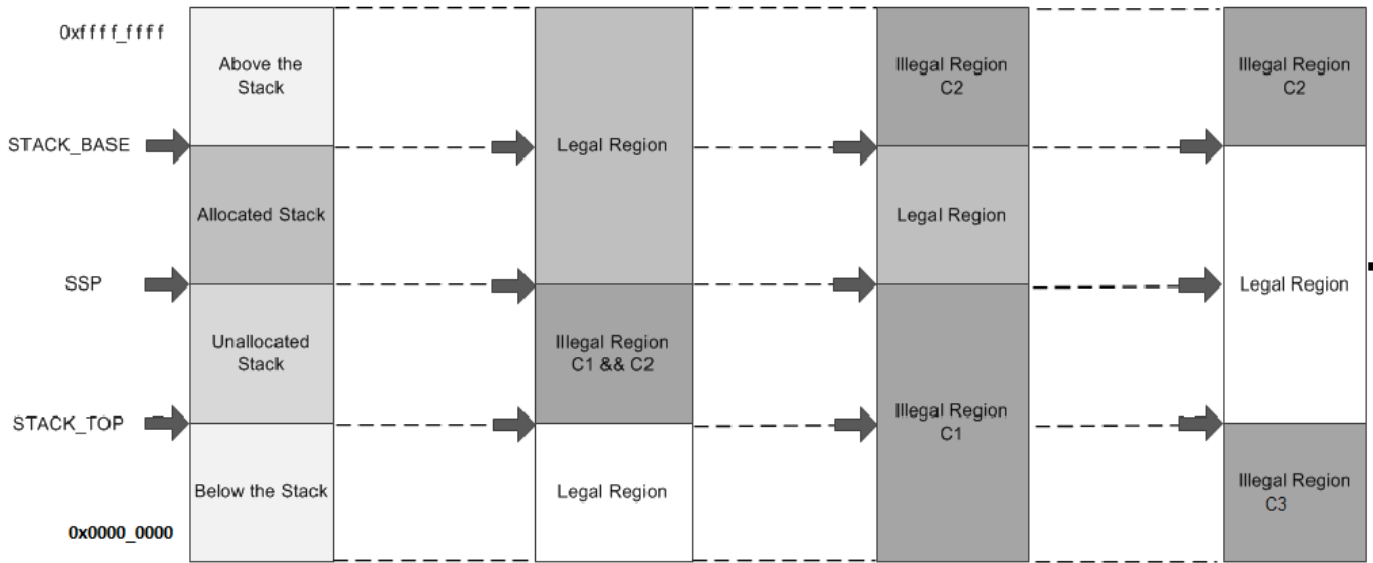 0xffff_ffff
Above the
Stack
Illegal Region
C2
Illegal Region
C2
STACK_BASE
Legal Region
Allocated Stack
Legal Region
SSP
Legal Region
Unallocated
Stack
Illegal Region
C1 && C2
STACK_TOP
Illegal Region
C1
Below the Stack
Legal Region
Illegal Region
C3
0x0000_0000